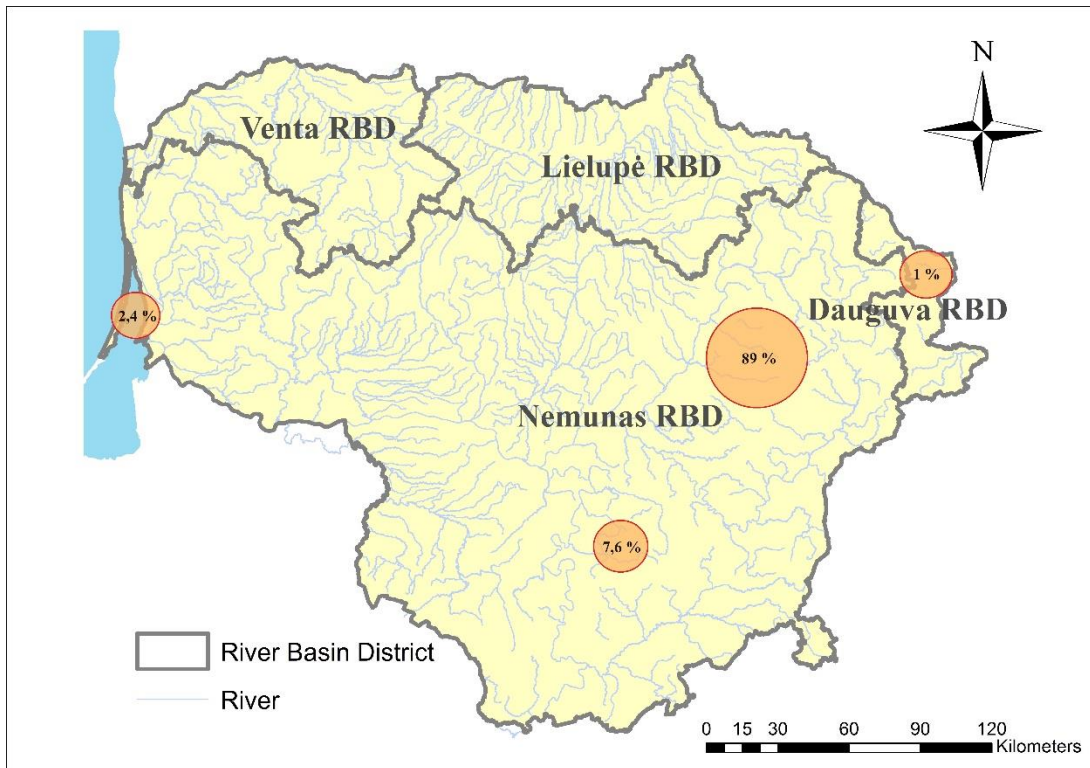 N
Venta RBD
Lielupė RBD
1 %
Dauguva RBD
2,4 %
89 %
Nemunas RBD
7,6 %
River Basin District
River
0 15 30 60 90 120
Kilometers